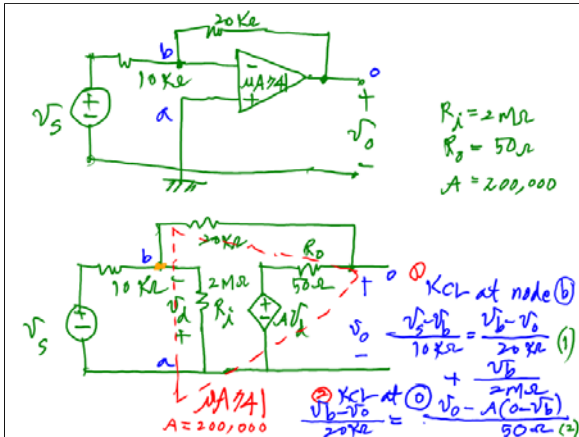 20KΩ
b
10KΩ
−
μA741
+
o
a
+
v_s
+
−
v_o
−
R_i = 2MΩ
R_o = 50Ω
A = 200,000
20KΩ
b
R_o
o
10KΩ
−
v_d
+
2MΩ
R_i
50Ω
+
−
Av_d
+
v_o
−
v_s
+
−
a
μA741
A = 200,000
① KCL at node ⓑ
(v_s − v_b)/10KΩ = (v_b − v_o)/20KΩ (1)
+ v_b/2MΩ
② KCL at ⓞ
(v_b − v_o)/20KΩ = (v_o − A(0 − v_b))/50Ω (2)